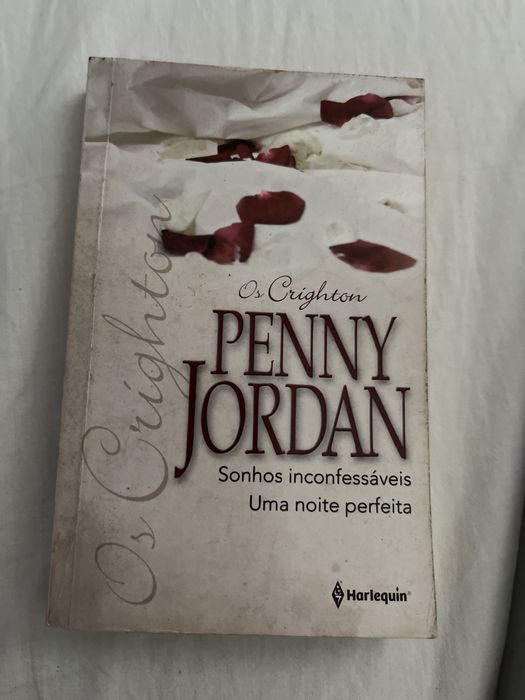 Os Crighton
Os Crighton
PENNY
JORDAN
Sonhos inconfessáveis
Uma noite perfeita
Harlequin®